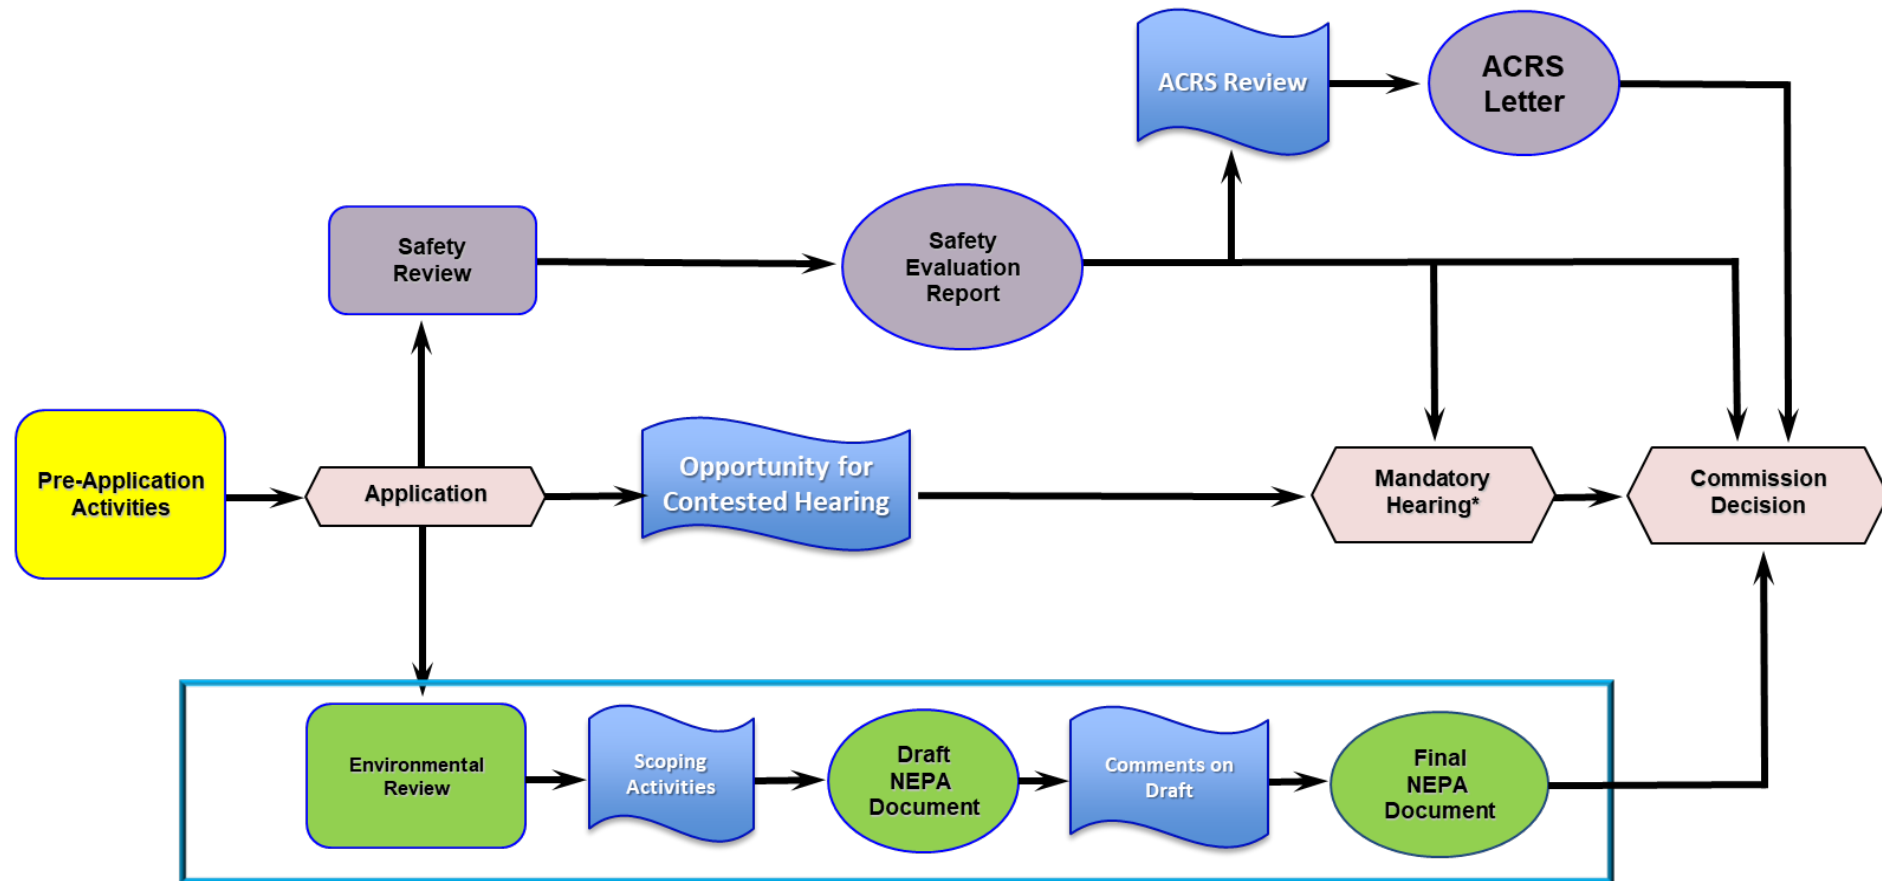 ACRS Review
ACRS
Letter
Safety
Review
Safety
Evaluation
Report
Pre-Application
Activities
Application
Opportunity for
Contested Hearing
Mandatory
Hearing*
Commission
Decision
Environmental
Review
Scoping
Activities
Draft
NEPA
Document
Comments on
Draft
Final
NEPA
Document